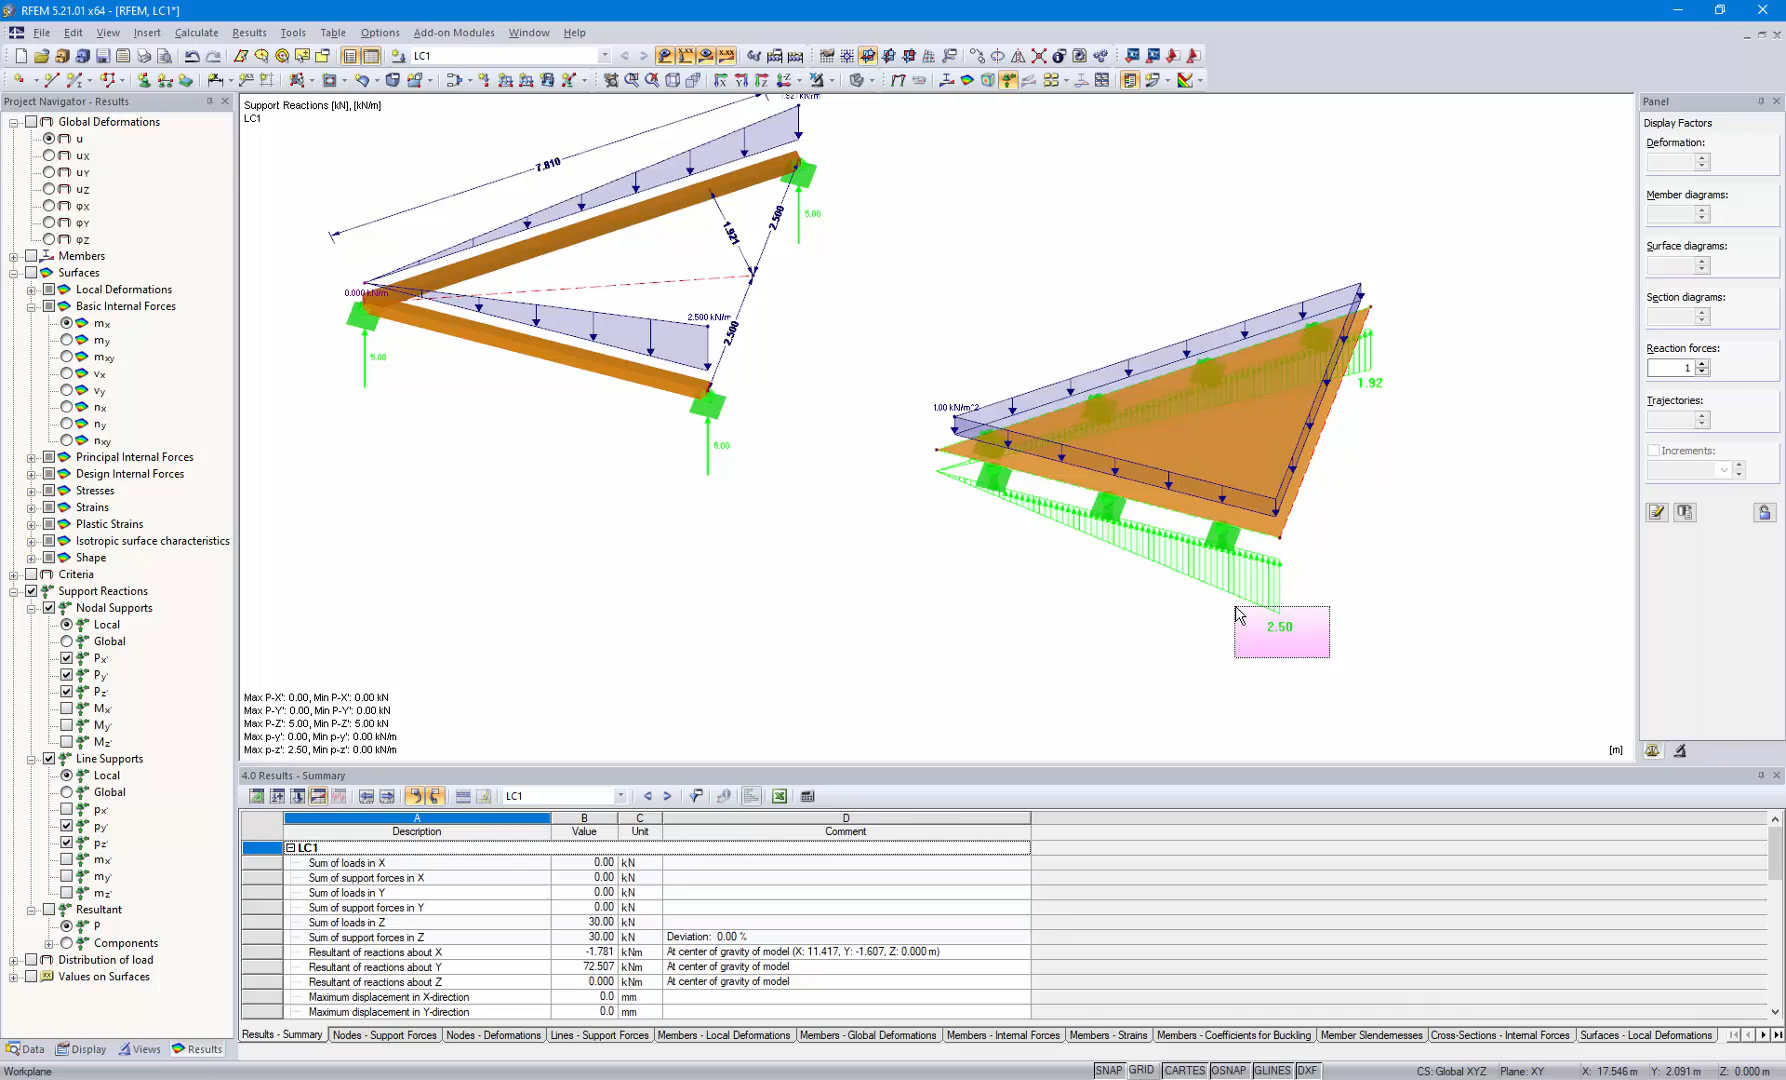 RFEM 5.21.01 x64 - [RFEM, LC1*]
File Edit View Insert Calculate Results Tools Table Options Add-on Modules Window Help
LC1
Project Navigator - Results
Global Deformations
u
uX
uY
uZ
φX
φY
φZ
Members
Surfaces
Local Deformations
Basic Internal Forces
mx
my
mxy
vx
vy
nx
ny
nxy
Principal Internal Forces
Design Internal Forces
Stresses
Strains
Plastic Strains
Isotropic surface characteristics
Shape
Criteria
Support Reactions
Nodal Supports
Local
Global
Px'
Py'
Pz'
Mx'
My'
Mz'
Line Supports
Local
Global
px'
py'
pz'
mx'
my'
mz'
Resultant
P
Components
Distribution of load
Values on Surfaces
Data Display Views Results
Support Reactions [kN], [kN/m]
LC1
1.921 kN/m
7.810
2.500
5.00
1.921
0.000 kN/m
2.500 kN/m
2.500
5.00
5.00
1.00 kN/m^2
1.92
2.50
Max P-X': 0.00, Min P-X': 0.00 kN
Max P-Y': 0.00, Min P-Y': 0.00 kN
Max P-Z': 5.00, Min P-Z': 5.00 kN
Max p-y': 0.00, Min p-y': 0.00 kN/m
Max p-z': 2.50, Min p-z': 0.00 kN/m
[m]
Panel
Display Factors
Deformation:
Member diagrams:
Surface diagrams:
Section diagrams:
Reaction forces:
1
Trajectories:
Increments:
4.0 Results - Summary
LC1
A B C D
Description Value Unit Comment
LC1
Sum of loads in X 0.00 kN
Sum of support forces in X 0.00 kN
Sum of loads in Y 0.00 kN
Sum of support forces in Y 0.00 kN
Sum of loads in Z 30.00 kN
Sum of support forces in Z 30.00 kN Deviation: 0.00 %
Resultant of reactions about X -1.781 kNm At center of gravity of model (X: 11.417, Y: -1.607, Z: 0.000 m)
Resultant of reactions about Y 72.507 kNm At center of gravity of model
Resultant of reactions about Z 0.000 kNm At center of gravity of model
Maximum displacement in X-direction 0.0 mm
Maximum displacement in Y-direction 0.0 mm
Results - Summary Nodes - Support Forces Nodes - Deformations Lines - Support Forces Members - Local Deformations Members - Global Deformations Members - Internal Forces Members - Strains Members - Coefficients for Buckling Member Slendernesses Cross-Sections - Internal Forces Surfaces - Local Deformations
Workplane SNAP GRID CARTES OSNAP GLINES DXF CS: Global XYZ Plane: XY X: 17.546 m Y: 2.091 m Z: 0.000 m